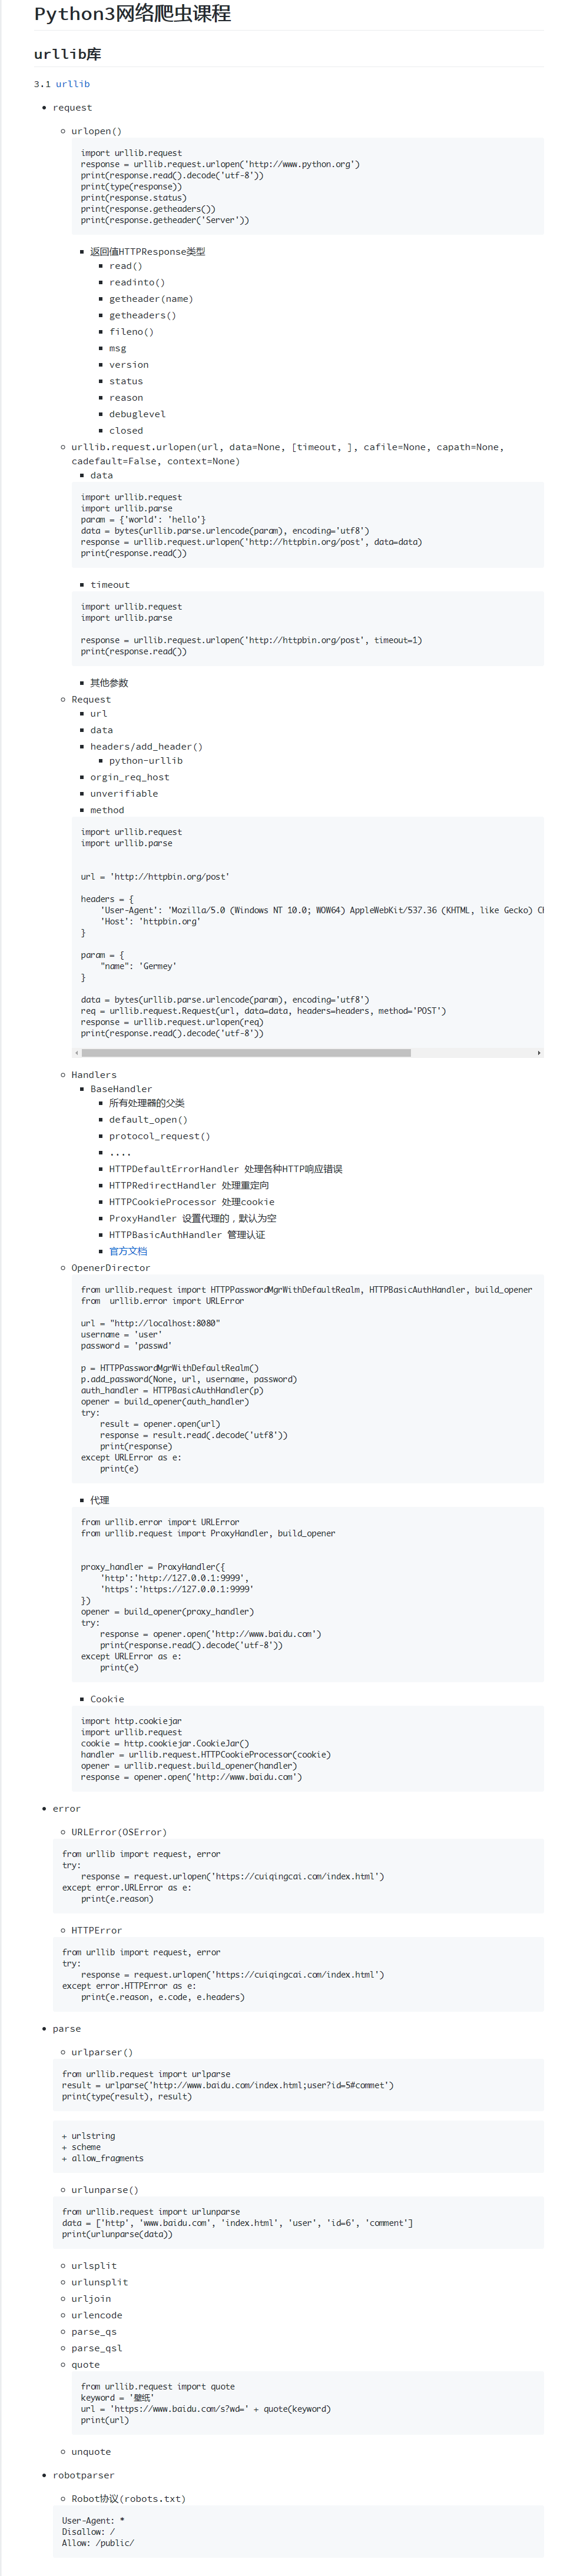 Python3网络爬虫课程
urllib库
3.1 urllib
request
urlopen()
import urllib.request
response = urllib.request.urlopen('http://www.python.org')
print(response.read().decode('utf-8'))
print(type(response))
print(response.status)
print(response.getheaders())
print(response.getheader('Server'))
返回值HTTPResponse类型
read()
readinto()
getheader(name)
getheaders()
fileno()
msg
version
status
reason
debuglevel
closed
urllib.request.urlopen(url, data=None, [timeout, ], cafile=None, capath=None,
cadefault=False, context=None)
data
import urllib.request
import urllib.parse
param = {'world': 'hello'}
data = bytes(urllib.parse.urlencode(param), encoding='utf8')
response = urllib.request.urlopen('http://httpbin.org/post', data=data)
print(response.read())
timeout
import urllib.request
import urllib.parse
response = urllib.request.urlopen('http://httpbin.org/post', timeout=1)
print(response.read())
其他参数
Request
url
data
headers/add_header()
python-urllib
orgin_req_host
unverifiable
method
import urllib.request
import urllib.parse
url = 'http://httpbin.org/post'
headers = {
'User-Agent': 'Mozilla/5.0 (Windows NT 10.0; WOW64) AppleWebKit/537.36 (KHTML, like Gecko) Ch
'Host': 'httpbin.org'
}
param = {
"name": 'Germey'
}
data = bytes(urllib.parse.urlencode(param), encoding='utf8')
req = urllib.request.Request(url, data=data, headers=headers, method='POST')
response = urllib.request.urlopen(req)
print(response.read().decode('utf-8'))
Handlers
BaseHandler
所有处理器的父类
default_open()
protocol_request()
....
HTTPDefaultErrorHandler 处理各种HTTP响应错误
HTTPRedirectHandler 处理重定向
HTTPCookieProcessor 处理cookie
ProxyHandler 设置代理的，默认为空
HTTPBasicAuthHandler 管理认证
官方文档
OpenerDirector
from urllib.request import HTTPPasswordMgrWithDefaultRealm, HTTPBasicAuthHandler, build_opener
from  urllib.error import URLError
url = "http://localhost:8080"
username = 'user'
password = 'passwd'
p = HTTPPasswordMgrWithDefaultRealm()
p.add_password(None, url, username, password)
auth_handler = HTTPBasicAuthHandler(p)
opener = build_opener(auth_handler)
try:
result = opener.open(url)
response = result.read(.decode('utf8'))
print(response)
except URLError as e:
print(e)
代理
from urllib.error import URLError
from urllib.request import ProxyHandler, build_opener
proxy_handler = ProxyHandler({
'http':'http://127.0.0.1:9999',
'https':'https://127.0.0.1:9999'
})
opener = build_opener(proxy_handler)
try:
response = opener.open('http://www.baidu.com')
print(response.read().decode('utf-8'))
except URLError as e:
print(e)
Cookie
import http.cookiejar
import urllib.request
cookie = http.cookiejar.CookieJar()
handler = urllib.request.HTTPCookieProcessor(cookie)
opener = urllib.request.build_opener(handler)
response = opener.open('http://www.baidu.com')
error
URLError(OSError)
from urllib import request, error
try:
response = request.urlopen('https://cuiqingcai.com/index.html')
except error.URLError as e:
print(e.reason)
HTTPError
from urllib import request, error
try:
response = request.urlopen('https://cuiqingcai.com/index.html')
except error.HTTPError as e:
print(e.reason, e.code, e.headers)
parse
urlparser()
from urllib.request import urlparse
result = urlparse('http://www.baidu.com/index.html;user?id=5#commet')
print(type(result), result)
+ urlstring
+ scheme
+ allow_fragments
urlunparse()
from urllib.request import urlunparse
data = ['http', 'www.baidu.com', 'index.html', 'user', 'id=6', 'comment']
print(urlunparse(data))
urlsplit
urlunsplit
urljoin
urlencode
parse_qs
parse_qsl
quote
from urllib.request import quote
keyword = '壁纸'
url = 'https://www.baidu.com/s?wd=' + quote(keyword)
print(url)
unquote
robotparser
Robot协议(robots.txt)
User-Agent: *
Disallow: /
Allow: /public/